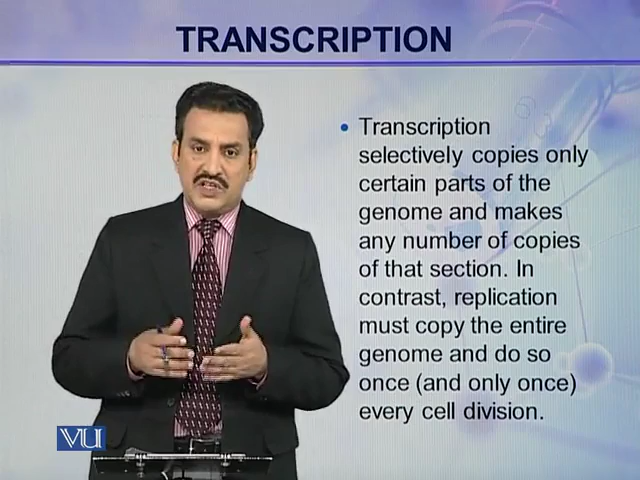 TRANSCRIPTION
• Transcription
selectively copies only
certain parts of the
genome and makes
any number of copies
of that section. In
contrast, replication
must copy the entire
genome and do so
once (and only once)
every cell division.
VU